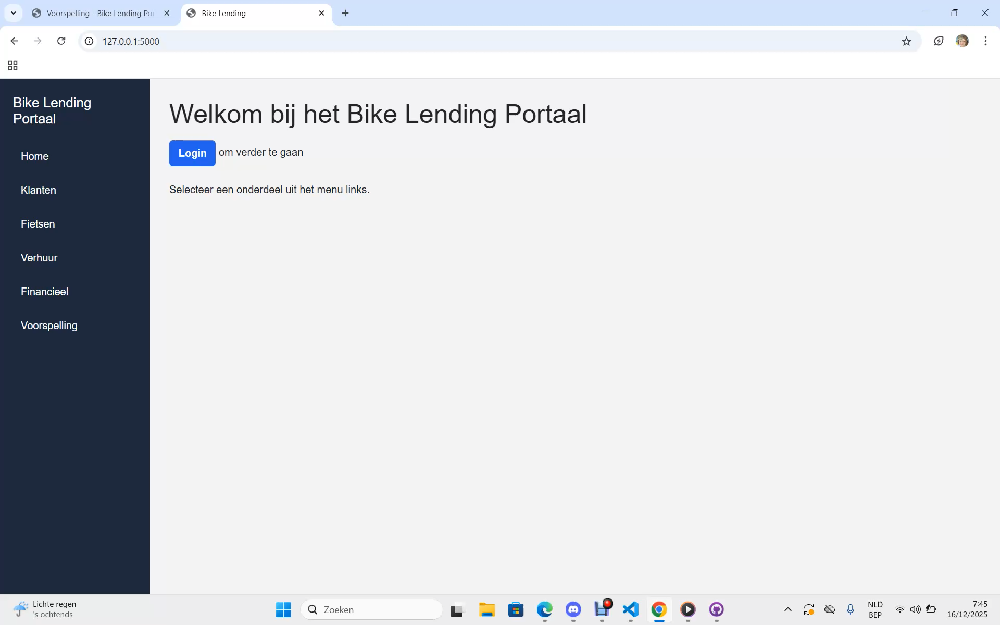 Voorspelling - Bike Lending Por
Bike Lending
127.0.0.1:5000
Bike Lending
Portaal
Home
Klanten
Fietsen
Verhuur
Financieel
Voorspelling
Welkom bij het Bike Lending Portaal
Login om verder te gaan
Selecteer een onderdeel uit het menu links.
Lichte regen
's ochtends
Zoeken
NLD
BEP
7:45
16/12/2025